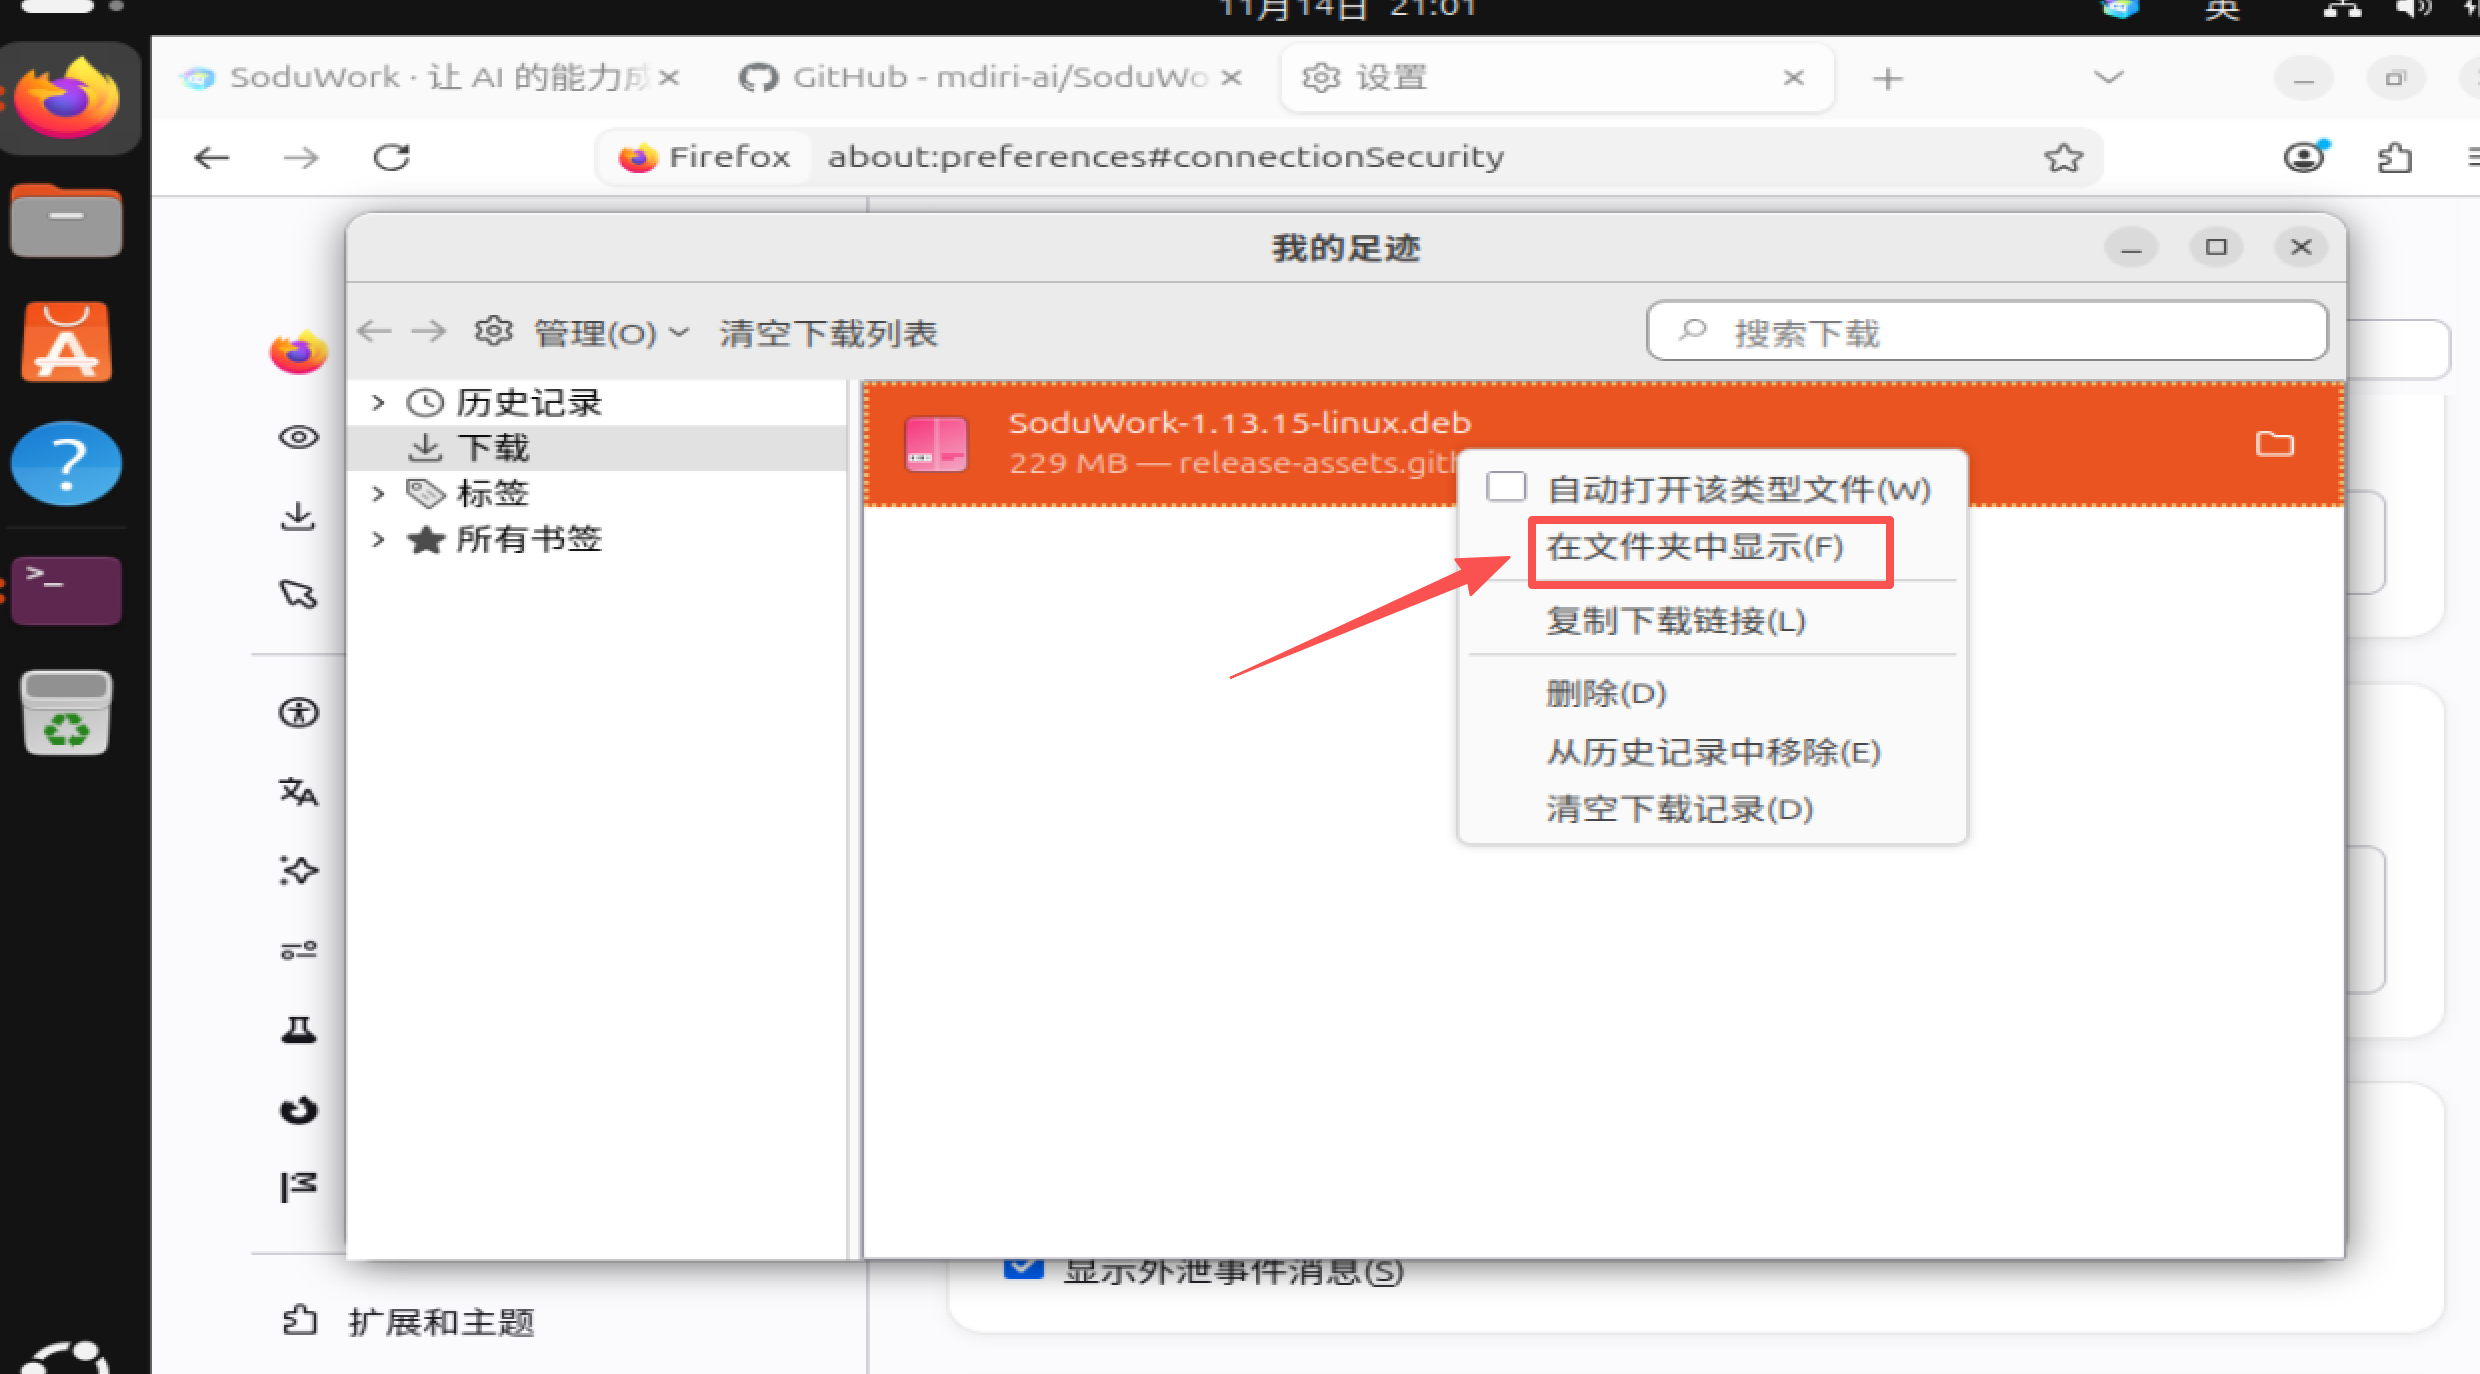 11月14日 21:01
英
SoduWork · 让 AI 的能力成
GitHub - mdiri-ai/SoduWo
设置
Firefox
about:preferences#connectionSecurity
我的足迹
管理(O)
清空下载列表
搜索下载
历史记录
下载
标签
所有书签
SoduWork-1.13.15-linux.deb
229 MB — release-assets.gith
自动打开该类型文件(W)
在文件夹中显示(F)
复制下载链接(L)
删除(D)
从历史记录中移除(E)
清空下载记录(D)
显示外泄事件消息(S)
扩展和主题